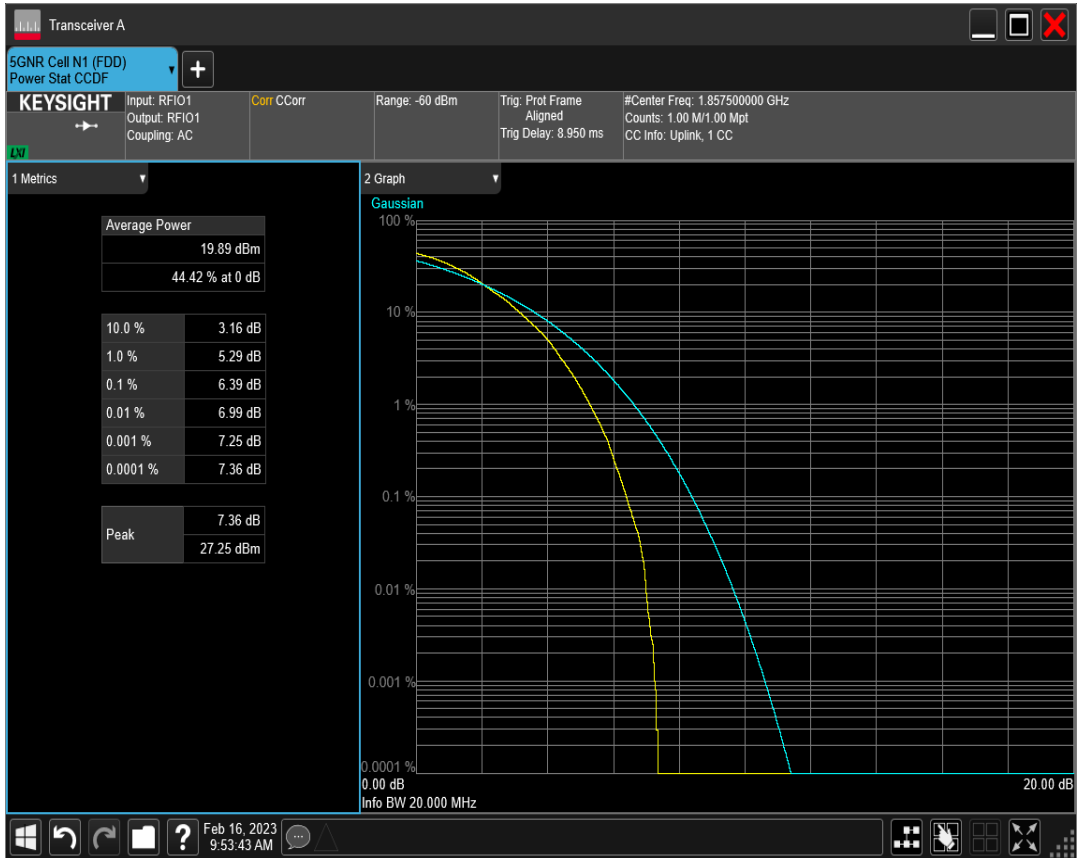 Transceiver A
5GNR Cell N1 (FDD)
Power Stat CCDF
+
KEYSIGHT
LXI
Input: RFIO1
Output: RFIO1
Coupling: AC
Corr CCorr
Range: -60 dBm
Trig: Prot Frame
Aligned
Trig Delay: 8.950 ms
#Center Freq: 1.857500000 GHz
Counts: 1.00 M/1.00 Mpt
CC Info: Uplink, 1 CC
1 Metrics
Average Power
19.89 dBm
44.42 % at 0 dB
10.0 % 3.16 dB
1.0 % 5.29 dB
0.1 % 6.39 dB
0.01 % 6.99 dB
0.001 % 7.25 dB
0.0001 % 7.36 dB
Peak
7.36 dB
27.25 dBm
2 Graph
Gaussian
100 %
10 %
1 %
0.1 %
0.01 %
0.001 %
0.0001 %
0.00 dB 20.00 dB
Info BW 20.000 MHz
?
Feb 16, 2023
9:53:43 AM